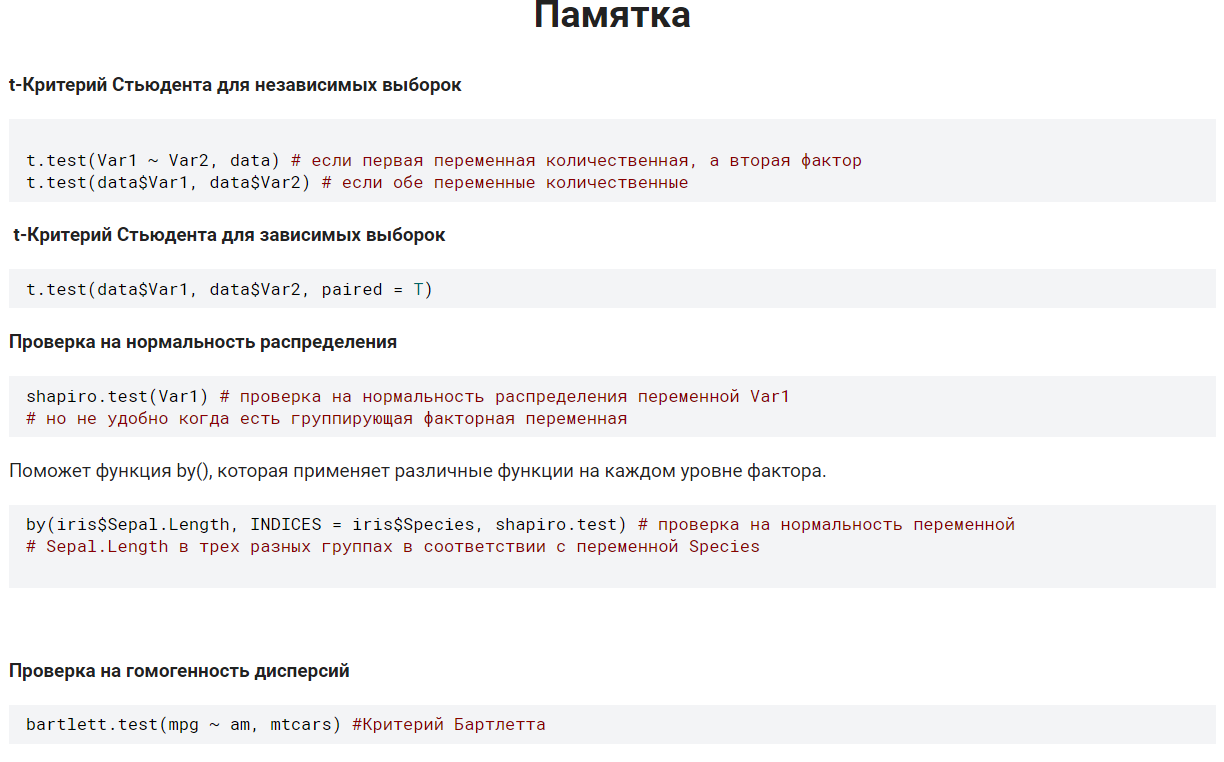 Памятка
t-Критерий Стьюдента для независимых выборок
t.test(Var1 ~ Var2, data) # если первая переменная количественная, а вторая фактор
t.test(data$Var1, data$Var2) # если обе переменные количественные
t-Критерий Стьюдента для зависимых выборок
t.test(data$Var1, data$Var2, paired = T)
Проверка на нормальность распределения
shapiro.test(Var1) # проверка на нормальность распределения переменной Var1
# но не удобно когда есть группирующая факторная переменная
Поможет функция by(), которая применяет различные функции на каждом уровне фактора.
by(iris$Sepal.Length, INDICES = iris$Species, shapiro.test) # проверка на нормальность переменной
# Sepal.Length в трех разных группах в соответствии с переменной Species
Проверка на гомогенность дисперсий
bartlett.test(mpg ~ am, mtcars) #Критерий Бартлетта